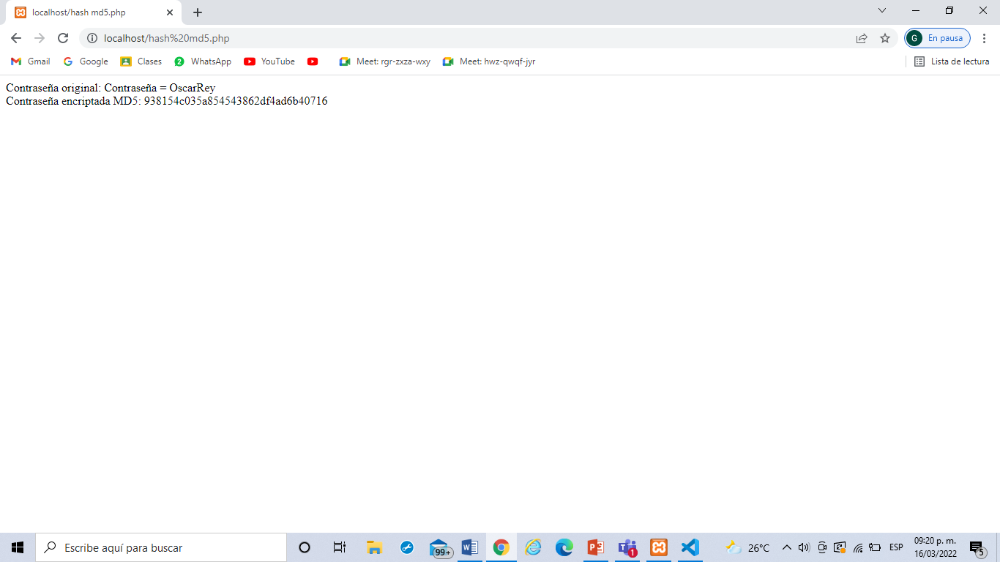 localhost/hash md5.php
localhost/hash%20md5.php
G En pausa
Gmail Google Clases 2 WhatsApp YouTube Meet: rgr-zxza-wxy Meet: hwz-qwqf-jyr Lista de lectura
Contraseña original: Contraseña = OscarRey
Contraseña encriptada MD5: 938154c035a854543862df4ad6b40716
Escribe aquí para buscar 99+ 1 26°C ESP 09:20 p. m.
16/03/2022 5